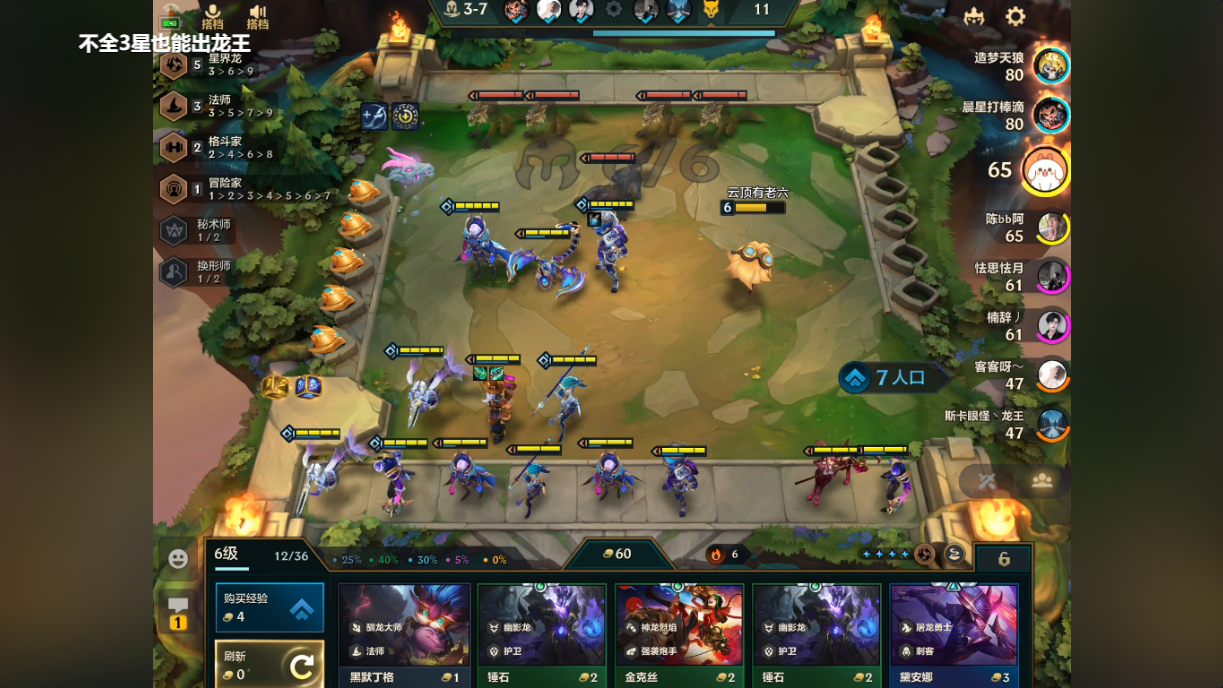 搭档
搭档
3-7
11
不全3星也能出龙王
5
星界龙
3>6>9
3
法师
3>5>7>9
2
格斗家
2>4>6>8
1
冒险家
1>2>3>4>5>6>7
秘术师
1/2
换形师
1/2
6/6
云顶有老六
6
造梦天狼
80
晨星打棒滴
80
65
陈bb阿
65
怯思怯月
61
楠辞丿
61
客客呀～
47
斯卡眼怪丶龙王
47
7人口
6级
12/36
25%
40%
30%
5%
0%
60
6
1
购买经验
4
刷新
0
驯龙大师
法师
黑默丁格
1
幽影龙
护卫
锤石
2
神龙烈焰
强袭炮手
金克丝
2
幽影龙
护卫
锤石
2
屠龙勇士
刺客
黛安娜
3